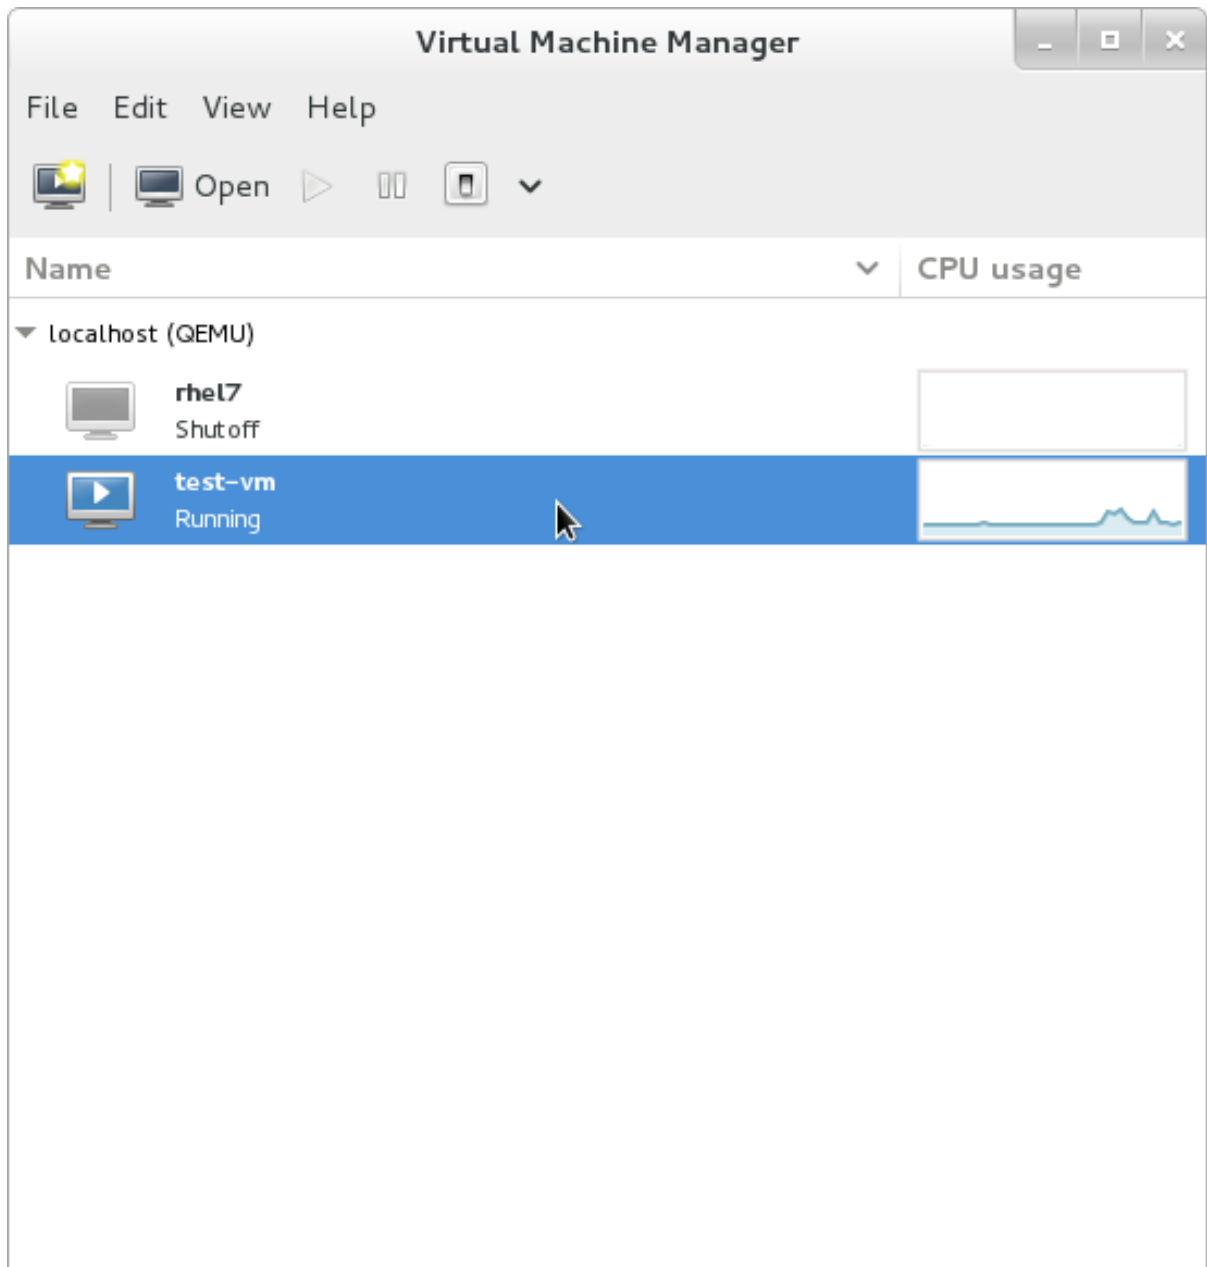 Virtual Machine Manager
File Edit View Help
Open
Name CPU usage
localhost (QEMU)
rhel7
Shutoff
test-vm
Running